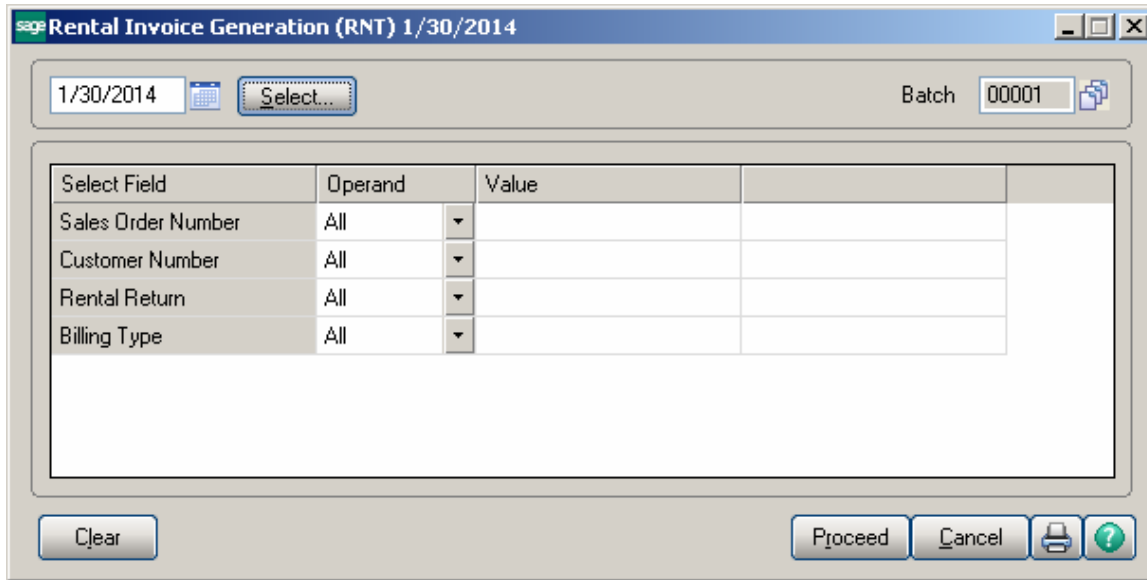 sage Rental Invoice Generation (RNT) 1/30/2014
1/30/2014 Select... Batch 00001
Select Field Operand Value
Sales Order Number All
Customer Number All
Rental Return All
Billing Type All
Clear Proceed Cancel ?